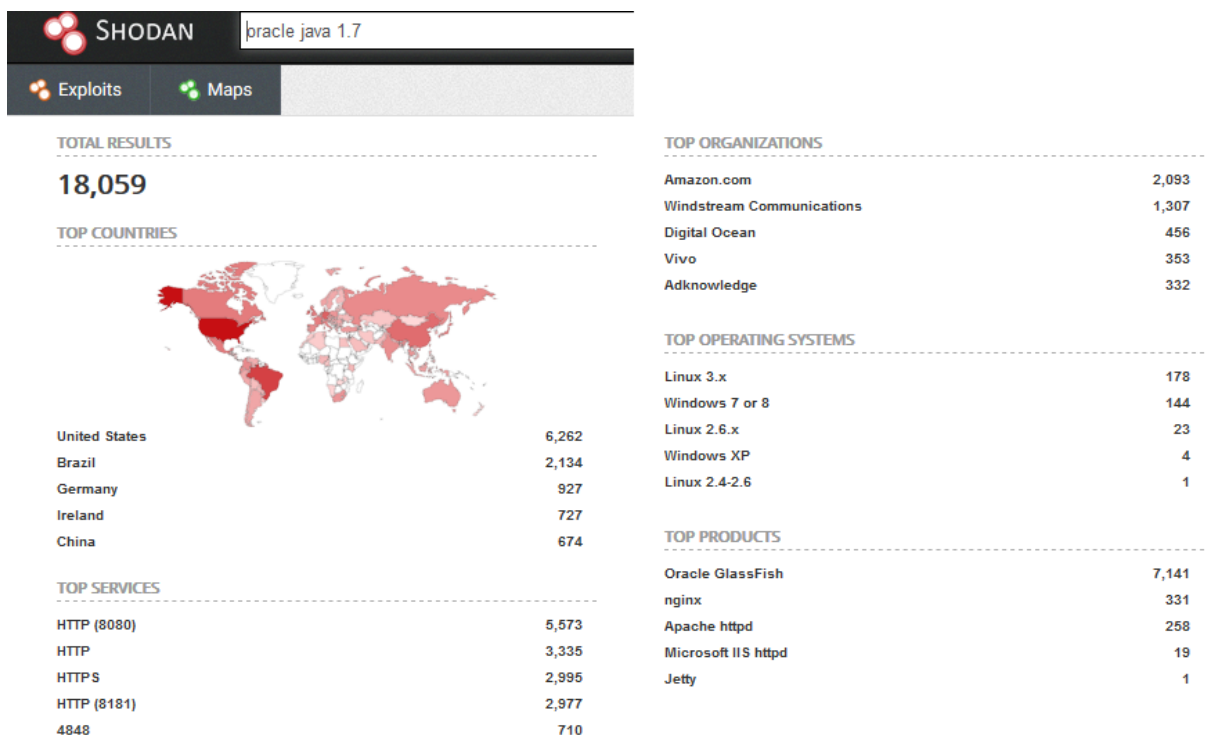 SHODAN
oracle java 1.7
Exploits
Maps
TOTAL RESULTS
18,059
TOP COUNTRIES
United States 6,262
Brazil 2,134
Germany 927
Ireland 727
China 674
TOP SERVICES
HTTP (8080) 5,573
HTTP 3,335
HTTPS 2,995
HTTP (8181) 2,977
4848 710
TOP ORGANIZATIONS
Amazon.com 2,093
Windstream Communications 1,307
Digital Ocean 456
Vivo 353
Adknowledge 332
TOP OPERATING SYSTEMS
Linux 3.x 178
Windows 7 or 8 144
Linux 2.6.x 23
Windows XP 4
Linux 2.4-2.6 1
TOP PRODUCTS
Oracle GlassFish 7,141
nginx 331
Apache httpd 258
Microsoft IIS httpd 19
Jetty 1